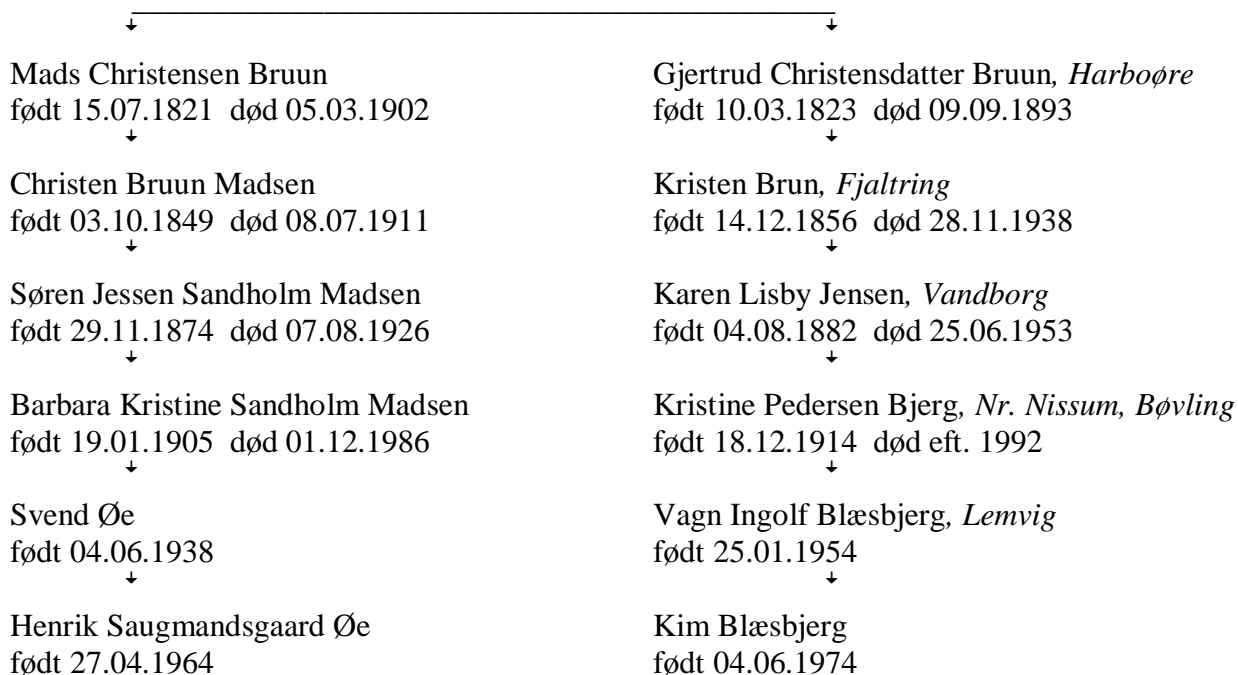 Mads Christensen Bruun
født 15.07.1821 død 05.03.1902
Gjertrud Christensdatter Bruun, Harboøre
født 10.03.1823 død 09.09.1893
Christen Bruun Madsen
født 03.10.1849 død 08.07.1911
Kristen Brun, Fjaltring
født 14.12.1856 død 28.11.1938
Søren Jessen Sandholm Madsen
født 29.11.1874 død 07.08.1926
Karen Lisby Jensen, Vandborg
født 04.08.1882 død 25.06.1953
Barbara Kristine Sandholm Madsen
født 19.01.1905 død 01.12.1986
Kristine Pedersen Bjerg, Nr. Nissum, Bøvling
født 18.12.1914 død eft. 1992
Svend Øe
født 04.06.1938
Vagn Ingolf Blæsbjerg, Lemvig
født 25.01.1954
Henrik Saugmandsgaard Øe
født 27.04.1964
Kim Blæsbjerg
født 04.06.1974